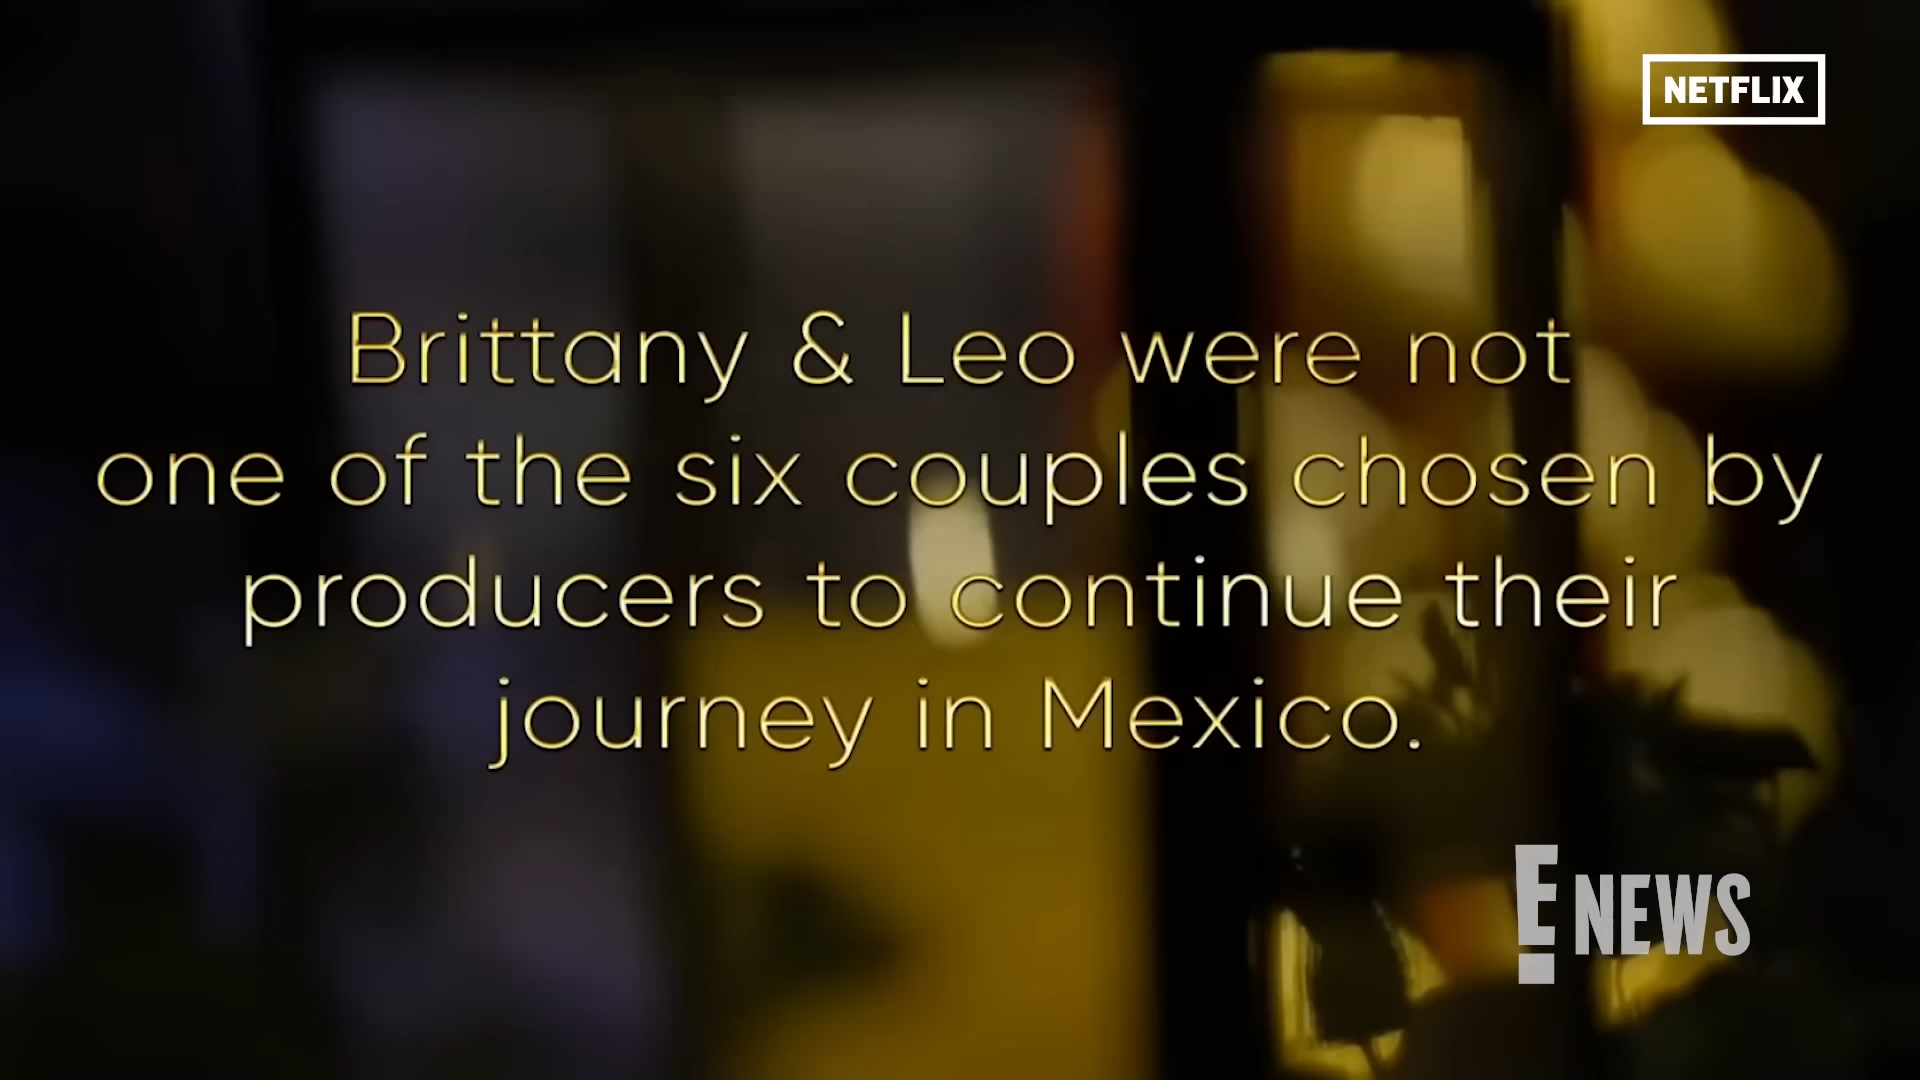 NETFLIX
Brittany & Leo were not
one of the six couples chosen by
producers to continue their
journey in Mexico.
E! NEWS